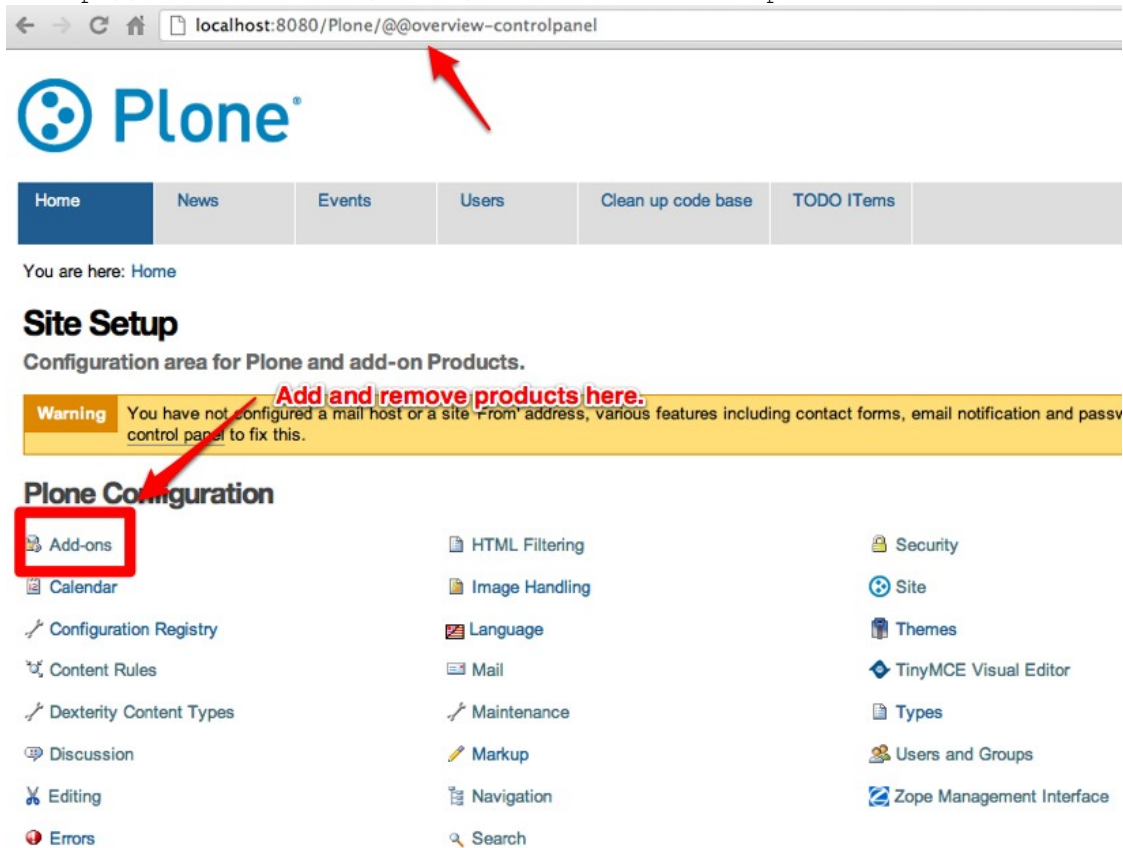 localhost:8080/Plone/@@overview-controlpanel
Plone®
Home News Events Users Clean up code base TODO ITems
You are here: Home
Site Setup
Configuration area for Plone and add-on Products.
Add and remove products here.
Warning You have not configured a mail host or a site 'From' address, various features including contact forms, email notification and passw
control panel to fix this.
Plone Configuration
Add-ons HTML Filtering Security
Calendar Image Handling Site
Configuration Registry Language Themes
Content Rules Mail TinyMCE Visual Editor
Dexterity Content Types Maintenance Types
Discussion Markup Users and Groups
Editing Navigation Zope Management Interface
Errors Search